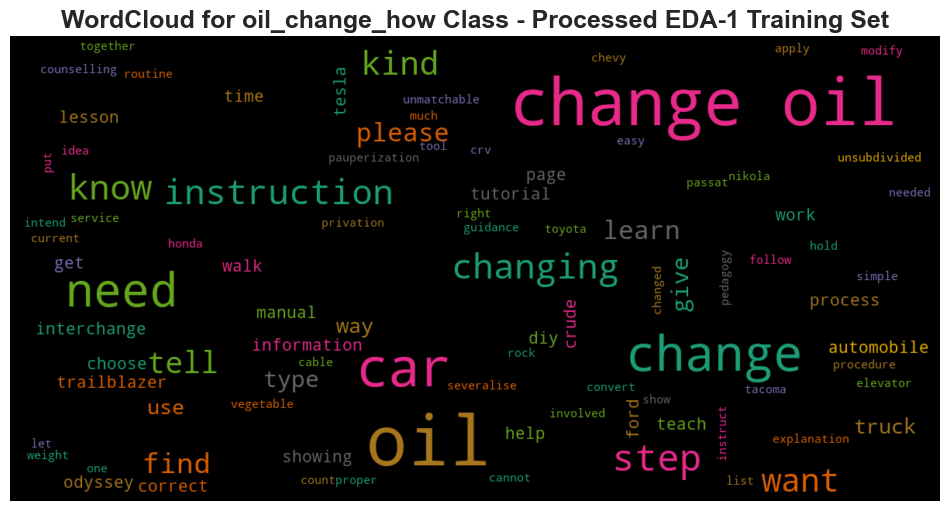 WordCloud for oil_change_how Class - Processed EDA-1 Training Set
together
counselling
routine
kind
chevy
apply
modify
tesla
time
unmatchable
change oil
lesson
much
please
tool
crv
easy
put
idea
pauperization
unsubdivided
know
instruction
page
tutorial
passat
nikola
needed
intend
service
privation
right
guidance
toyota
learn
work
current
honda
hold
get
walk
changing
changed
give
pedagogy
follow
simple
need
manual
crude
process
interchange
way
information
diy
change
automobile
choose
tell
cable
car
rock
procedure
trailblazer
type
severalise
convert
tacoma
elevator
use
vegetable
involved
show
ford
teach
instruct
truck
let
weight
oil
help
explanation
find
showing
step
one
odyssey
correct
count
proper
cannot
list
want